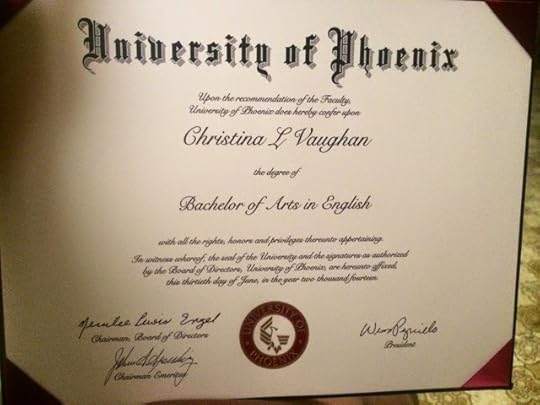 University of Phoenix
Upon the recommendation of the Faculty,
University of Phoenix does hereby confer upon
Christina L Vaughan
the degree of
Bachelor of Arts in English
with all the rights, honors and privileges thereunto appertaining.
In witness whereof, the seal of the University and the signatures as authorized
by the Board of Directors, University of Phoenix, are hereunto affixed,
this thirtieth day of June, in the year two thousand fourteen.
Chairman, Board of Directors
Chairman Emeritus
UNIVERSITY OF
PHOENIX
President